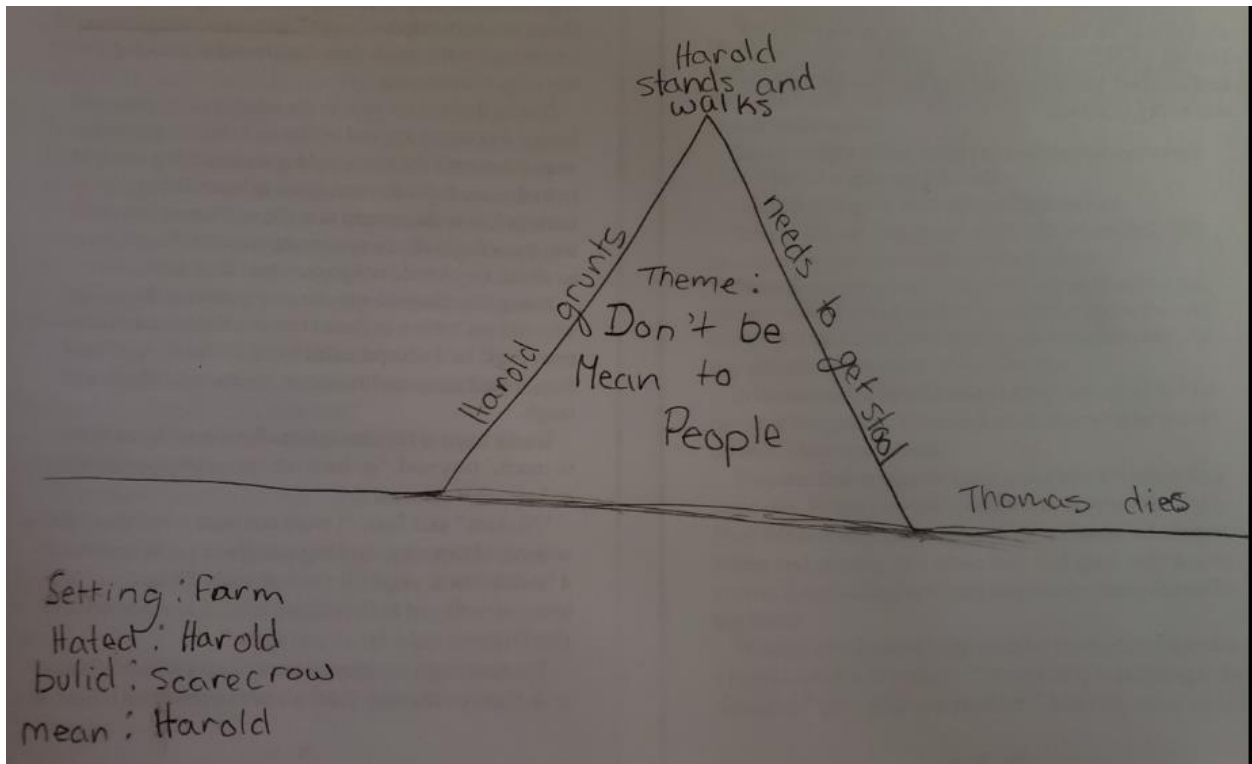 Harold
stands and
walks
Harold grunts
needs to get stool
Theme:
Don't be
Mean to
People
Thomas dies
Setting: Farm
Hated: Harold
bulid: Scarecrow
mean: Harold